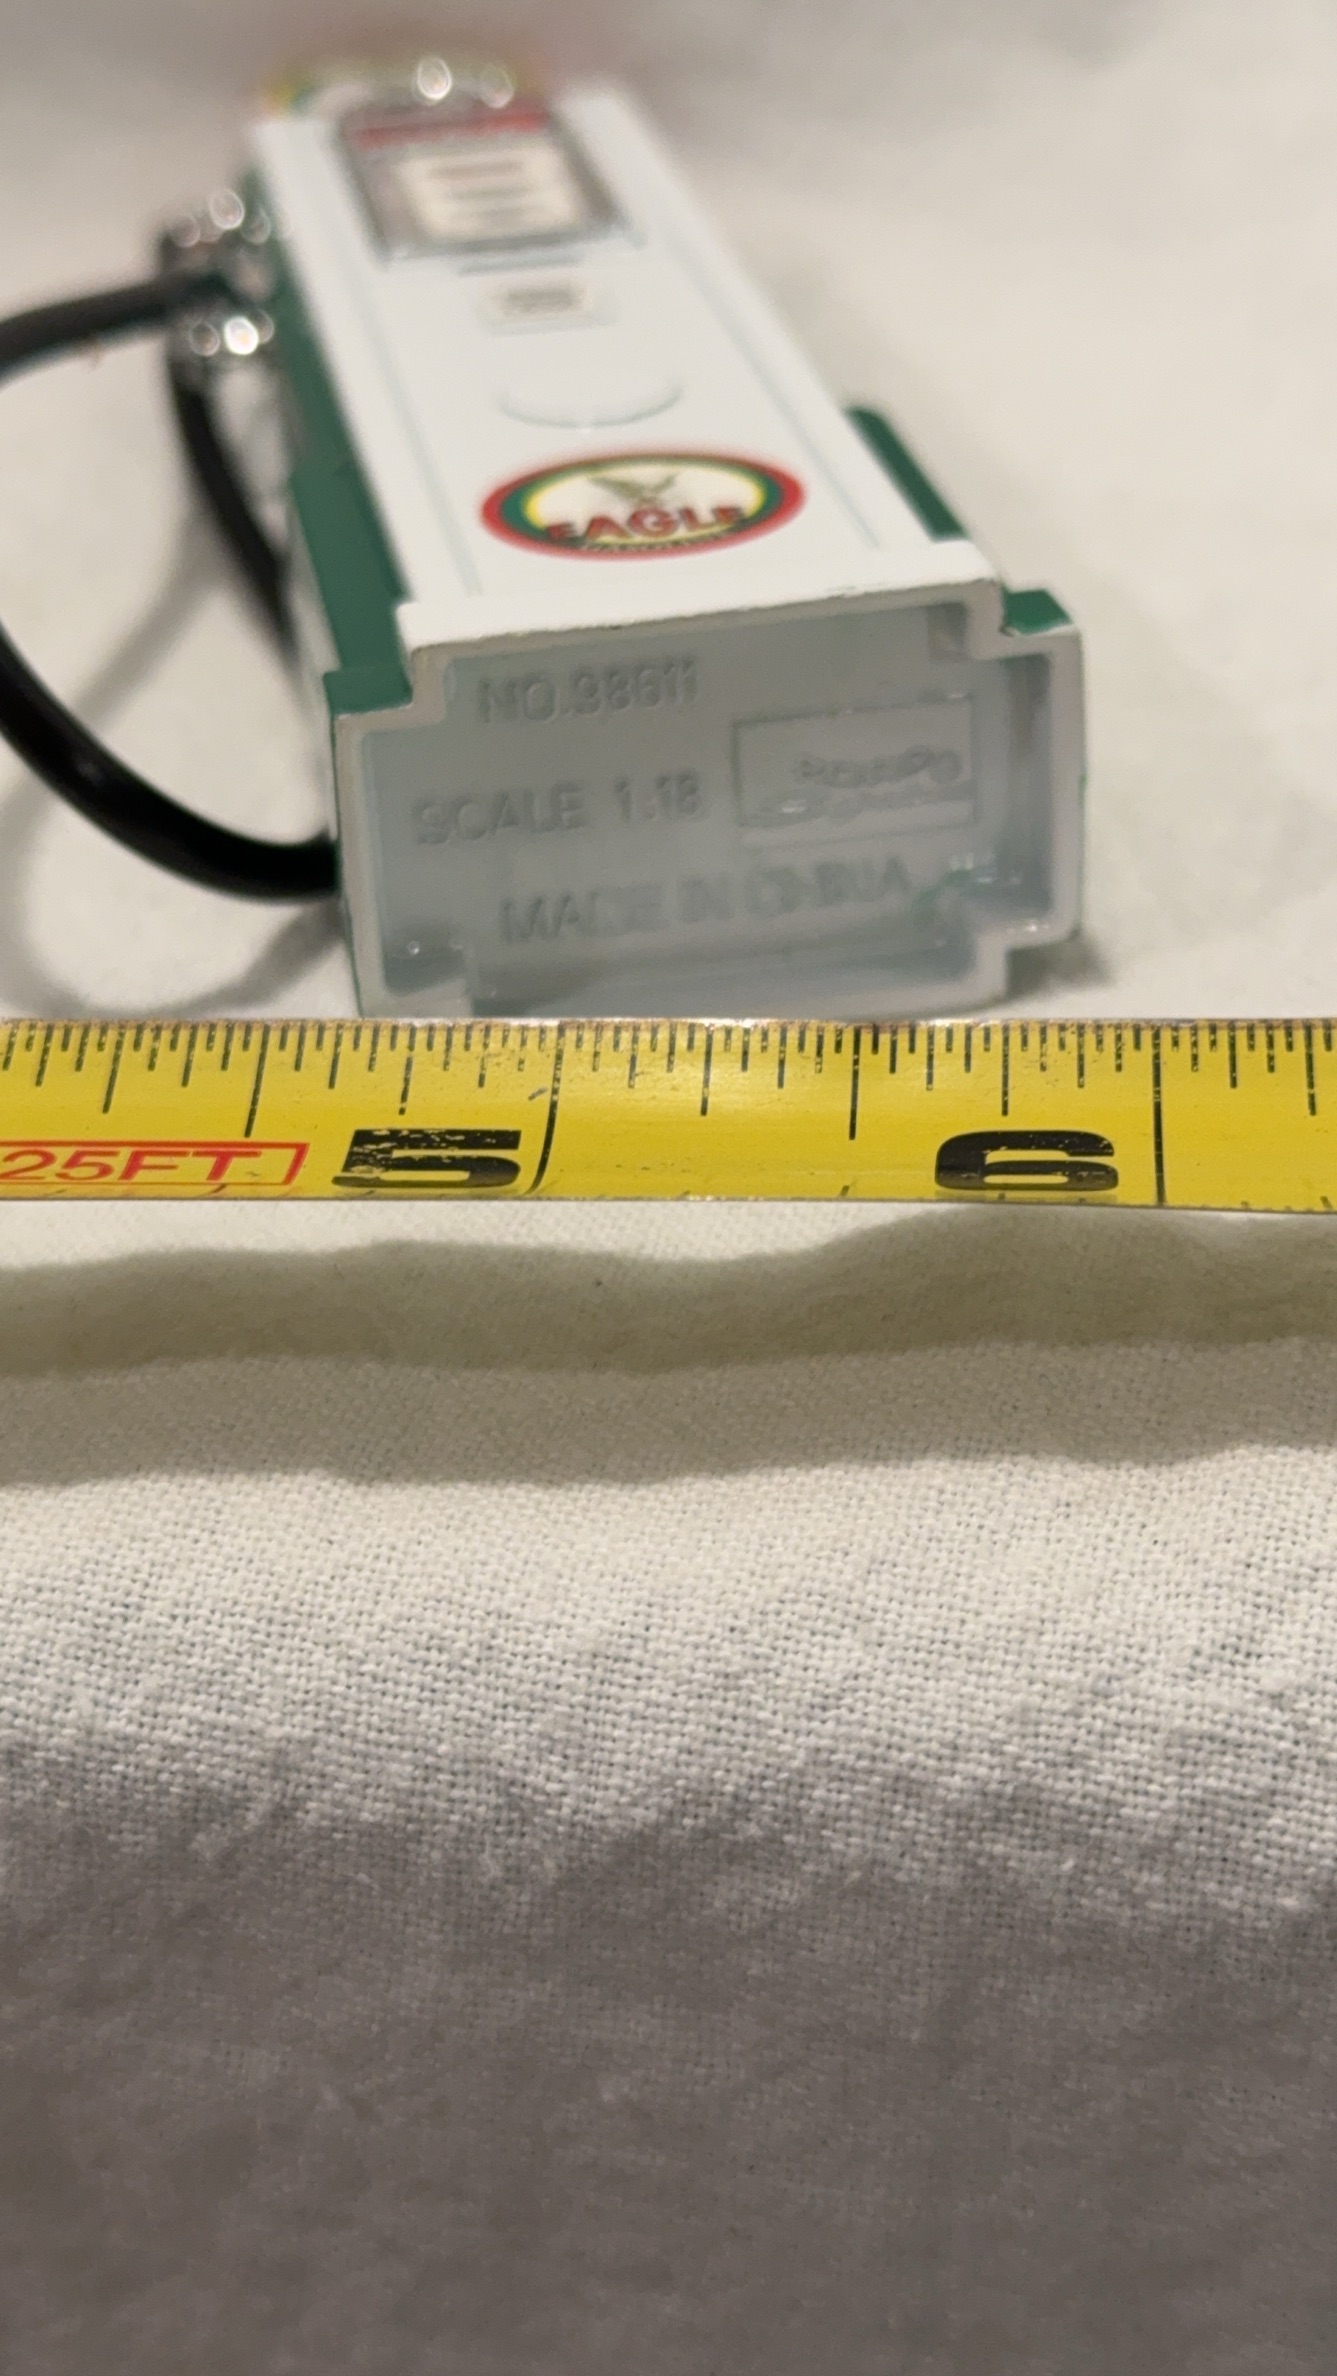 EAGLE
NO.98611
SCALE 1:18
MADE IN CHINA
25FT 5 6